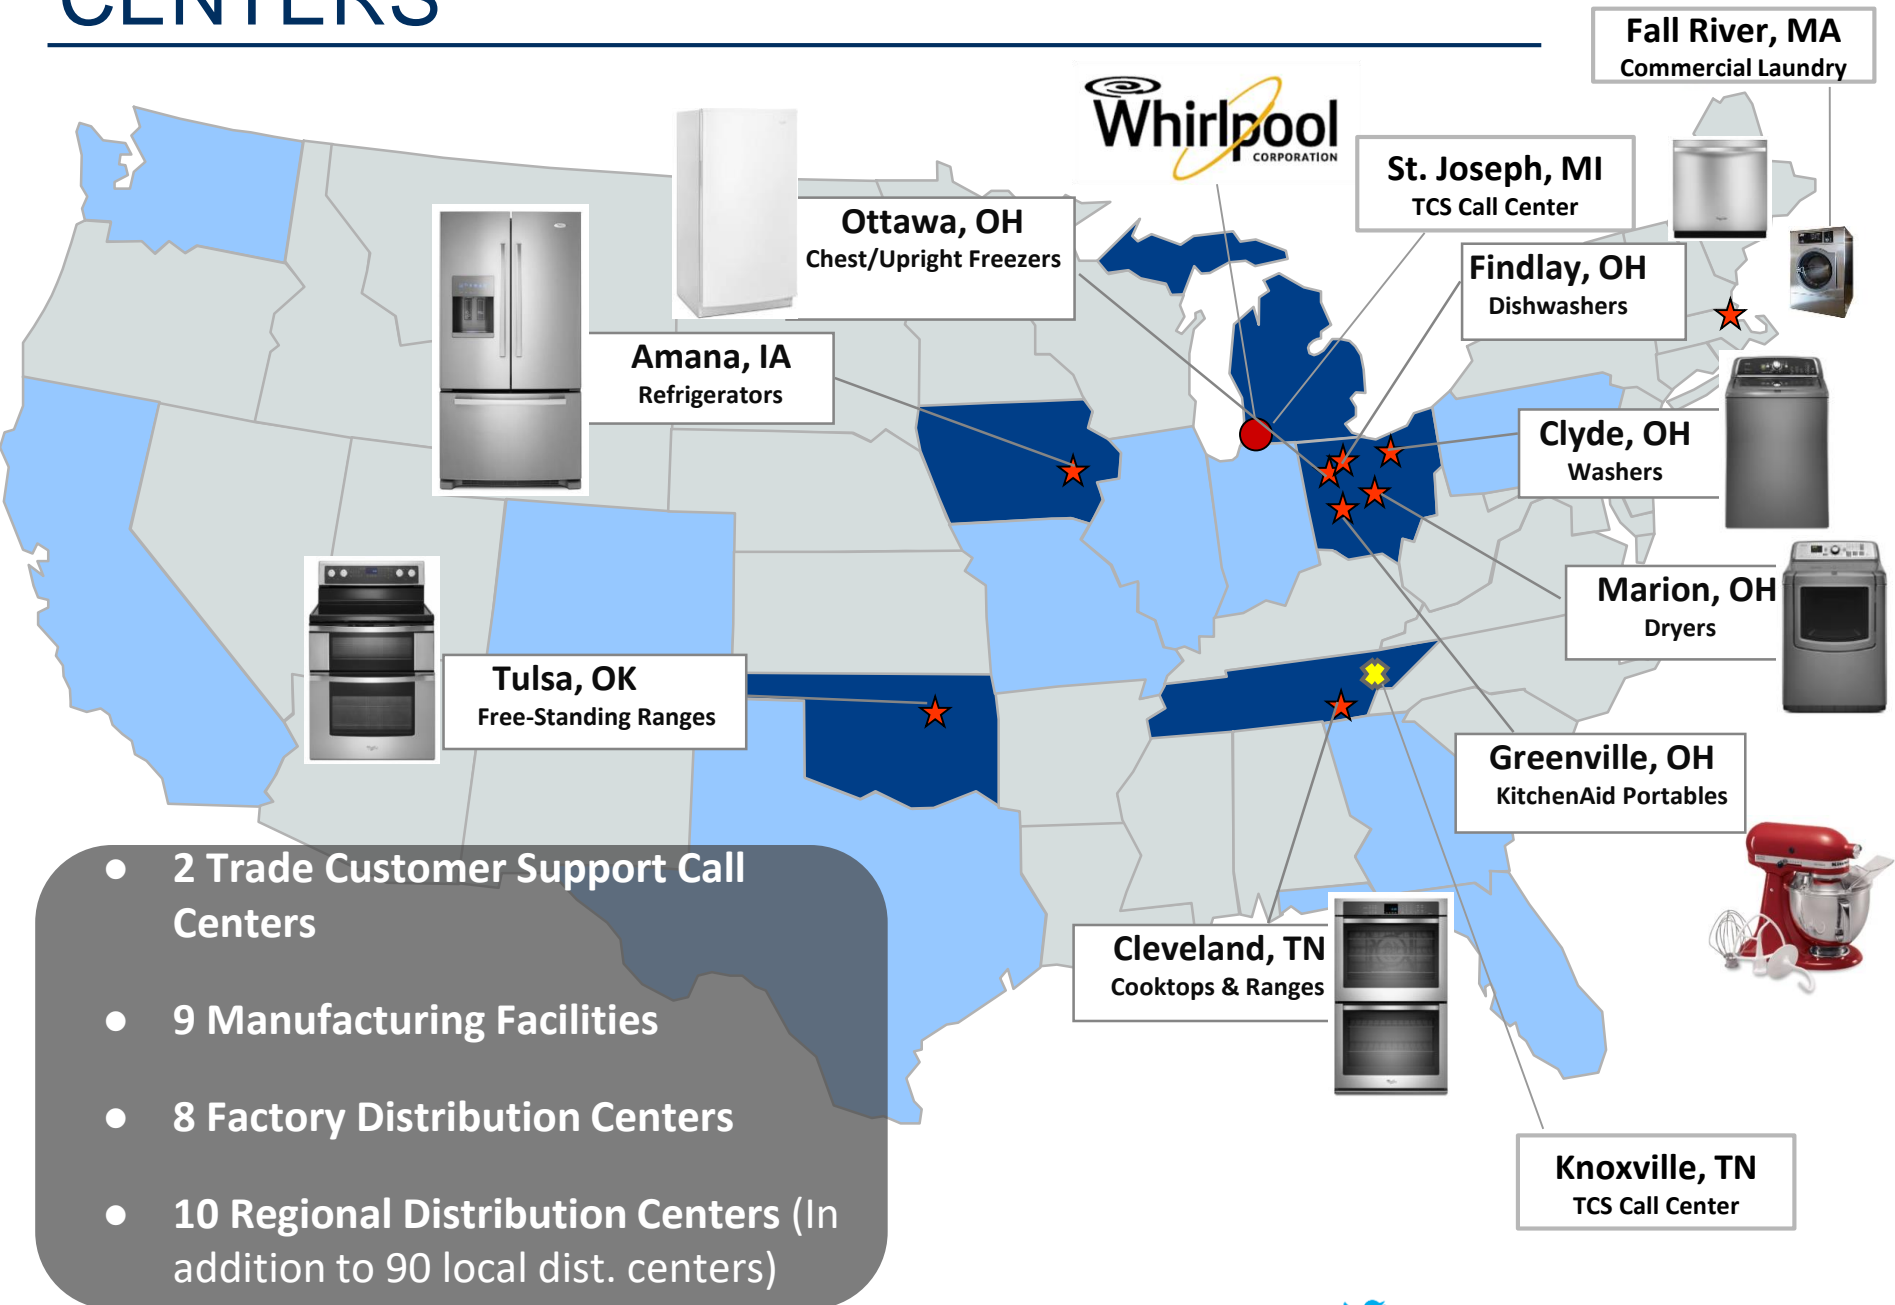 CENTERS
Fall River, MA
Commercial Laundry
Whirlpool
CORPORATION
St. Joseph, MI
TCS Call Center
Ottawa, OH
Chest/Upright Freezers
Findlay, OH
Dishwashers
Amana, IA
Refrigerators
Clyde, OH
Washers
Marion, OH
Dryers
Tulsa, OK
Free-Standing Ranges
Greenville, OH
KitchenAid Portables
Cleveland, TN
Cooktops & Ranges
Knoxville, TN
TCS Call Center
● 2 Trade Customer Support Call
Centers
● 9 Manufacturing Facilities
● 8 Factory Distribution Centers
● 10 Regional Distribution Centers (In
addition to 90 local dist. centers)